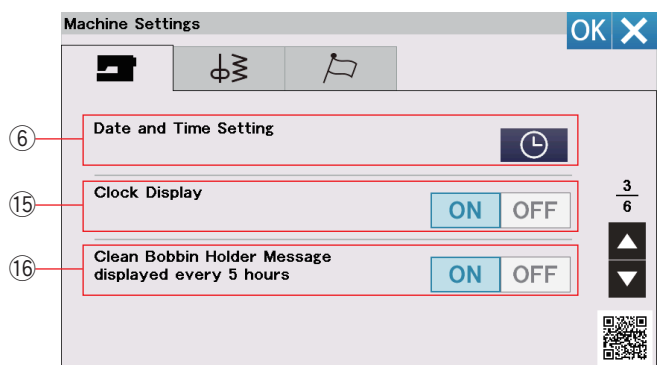 Machine Settings
OK
⑥
Date and Time Setting
⑮
Clock Display
ON OFF
3
6
⑯
Clean Bobbin Holder Message
displayed every 5 hours
ON OFF